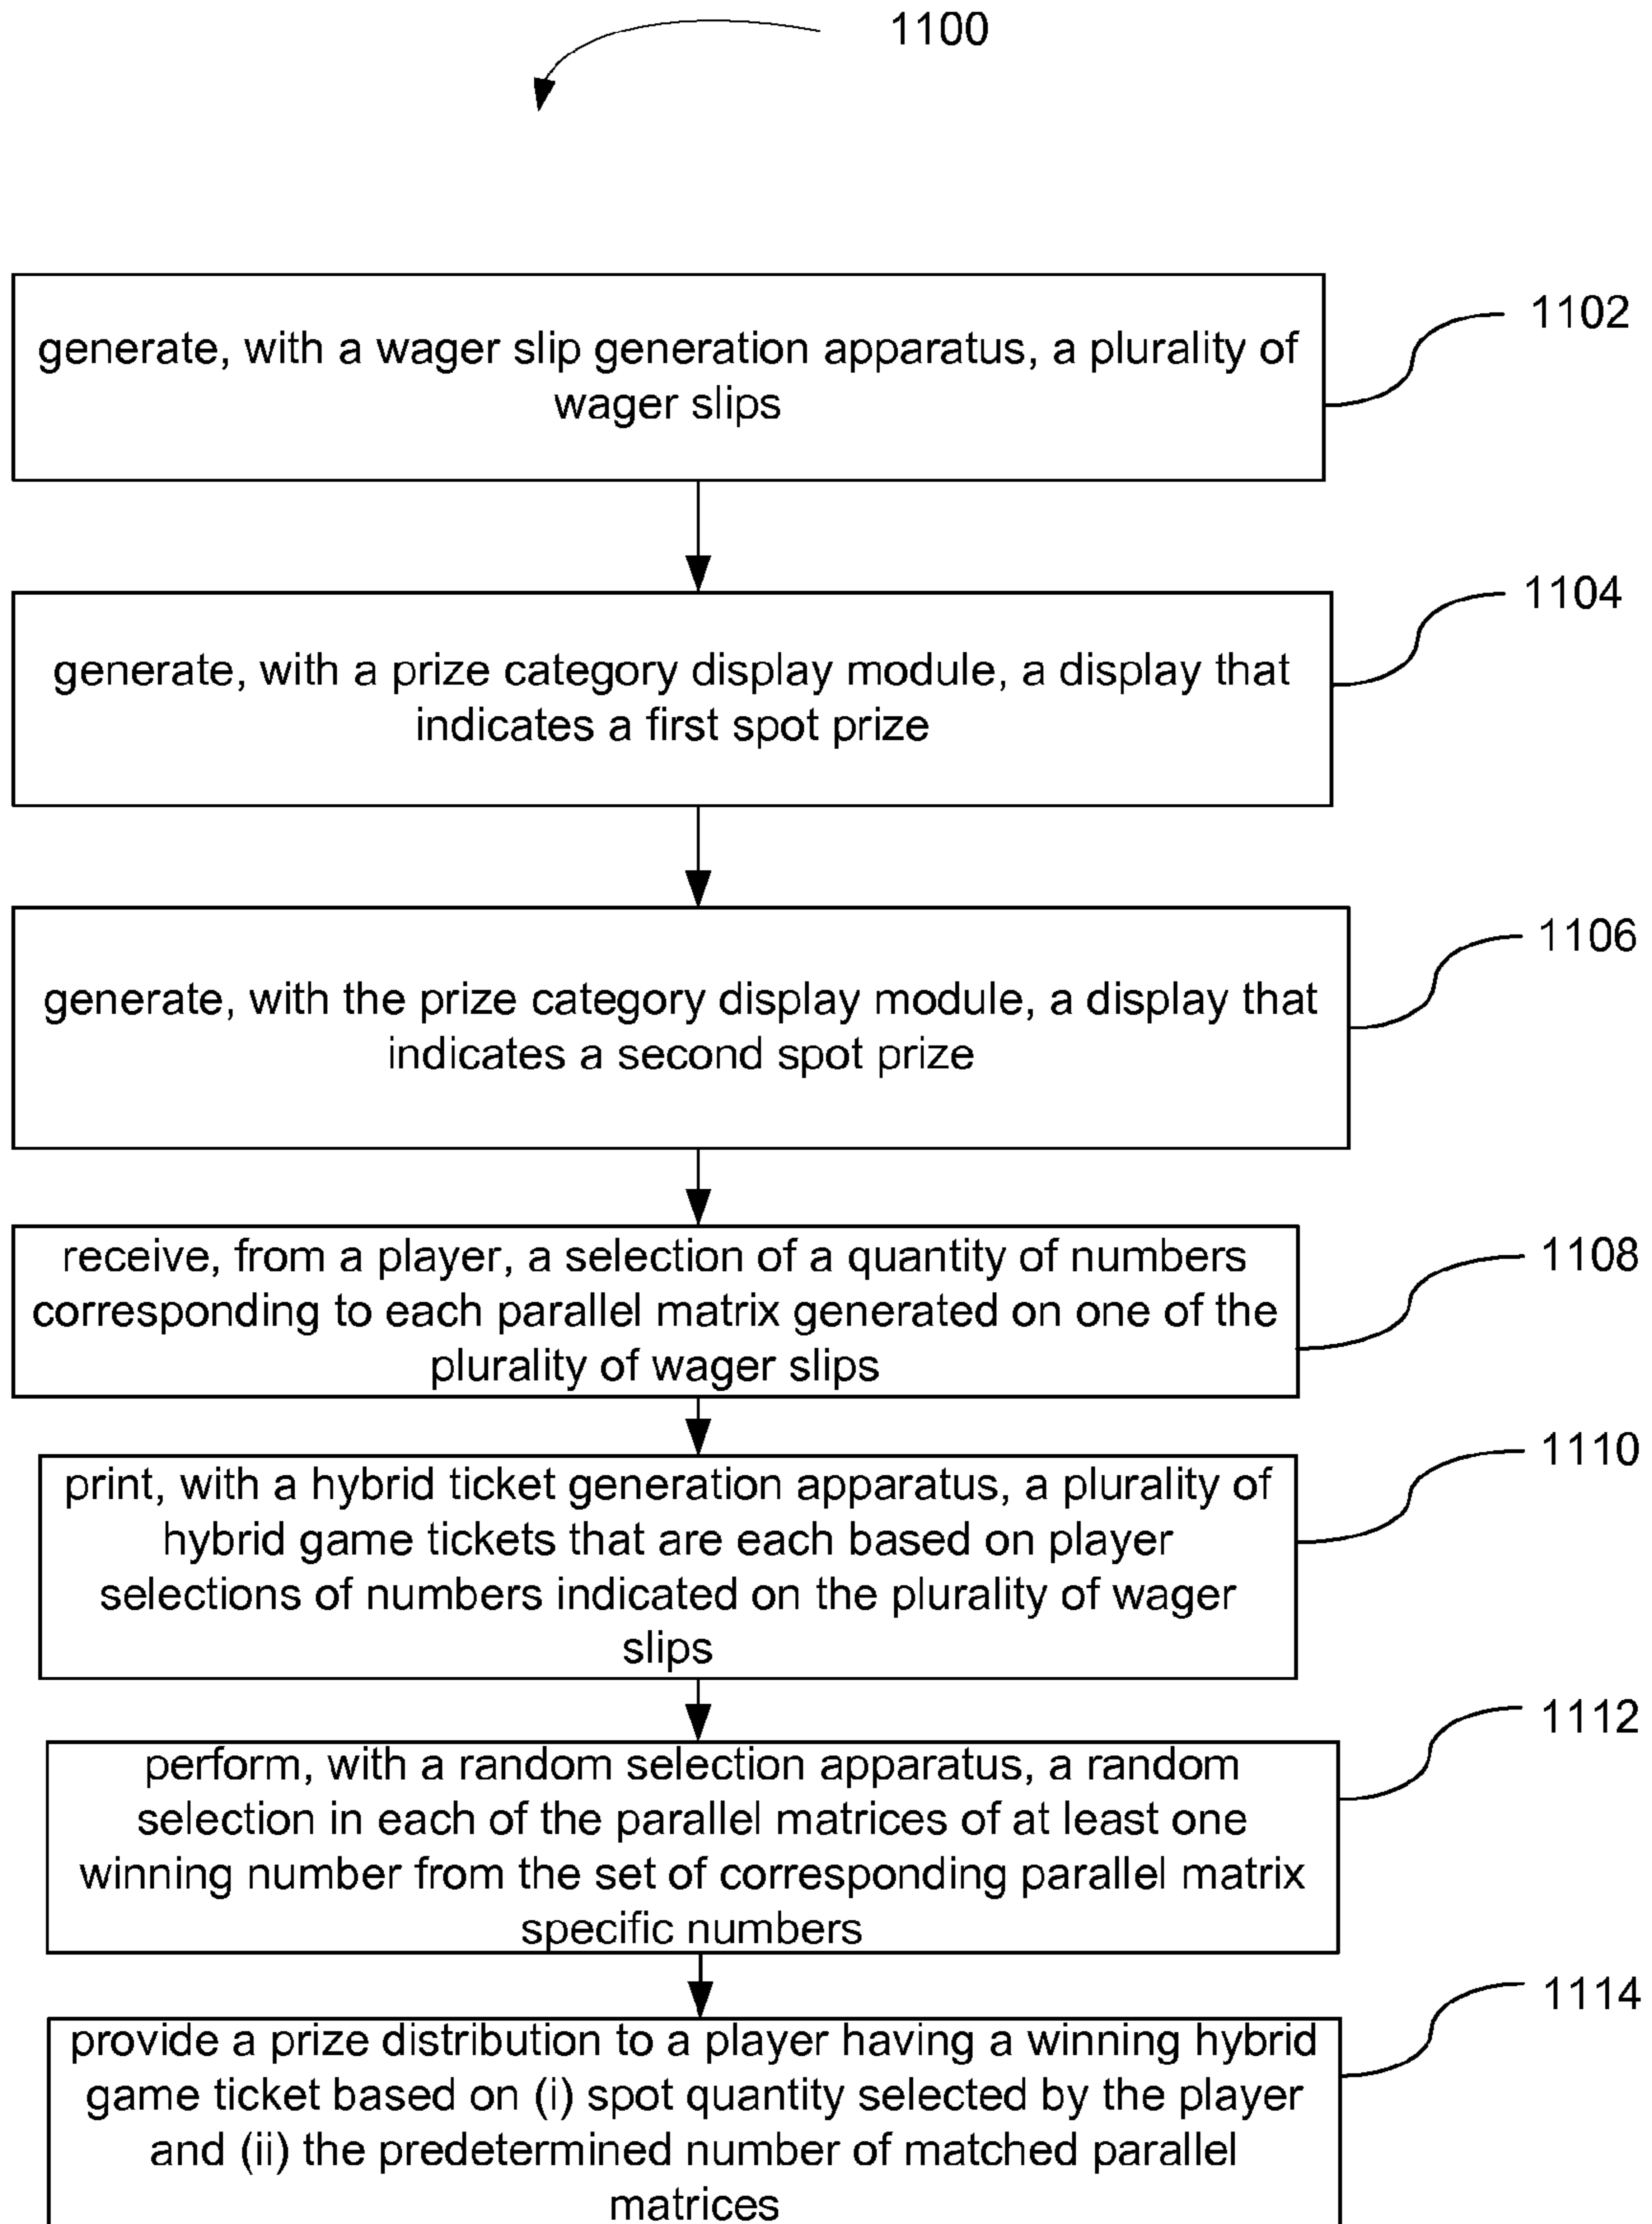 1100
generate, with a wager slip generation apparatus, a plurality of
wager slips
1102
generate, with a prize category display module, a display that
indicates a first spot prize
1104
generate, with the prize category display module, a display that
indicates a second spot prize
1106
receive, from a player, a selection of a quantity of numbers
corresponding to each parallel matrix generated on one of the
plurality of wager slips
1108
print, with a hybrid ticket generation apparatus, a plurality of
hybrid game tickets that are each based on player
selections of numbers indicated on the plurality of wager
slips
1110
perform, with a random selection apparatus, a random
selection in each of the parallel matrices of at least one
winning number from the set of corresponding parallel matrix
specific numbers
1112
provide a prize distribution to a player having a winning hybrid
game ticket based on (i) spot quantity selected by the player
and (ii) the predetermined number of matched parallel
matrices
1114